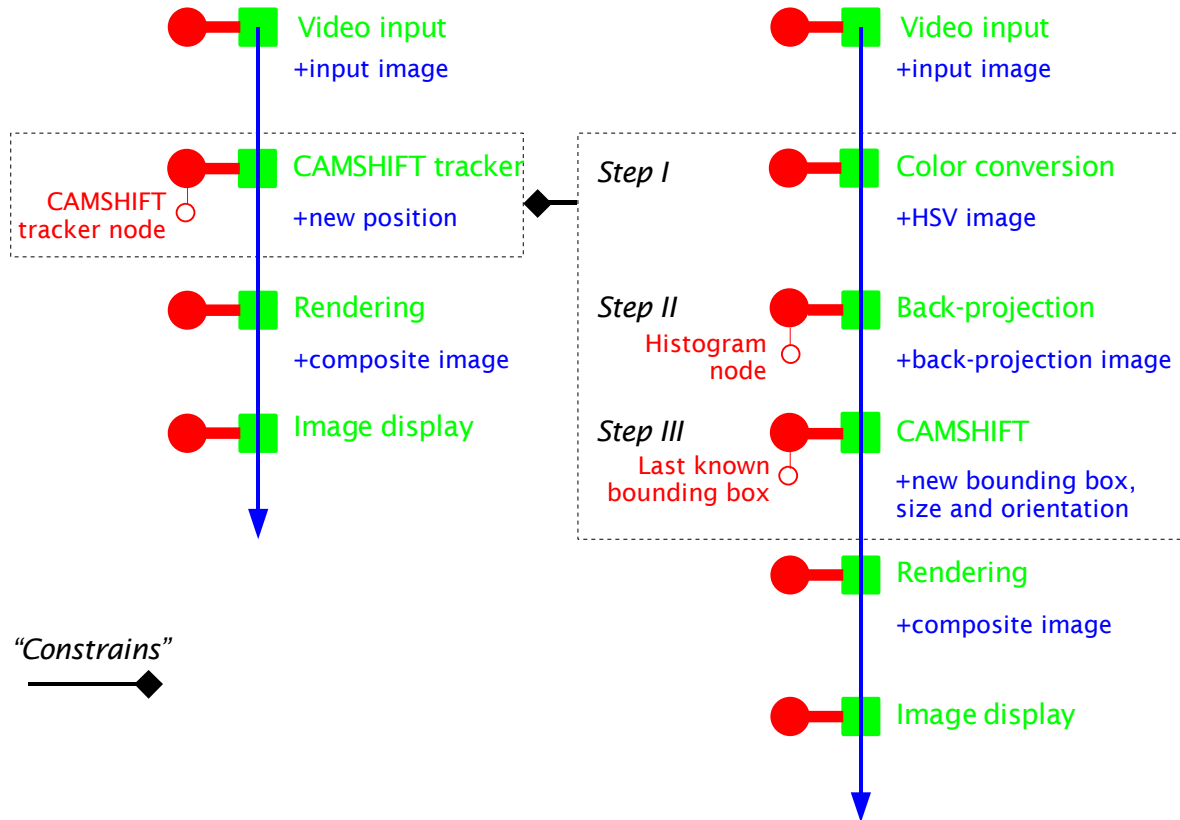 Video input
+input image
CAMSHIFT tracker
CAMSHIFT
tracker node
+new position
Rendering
+composite image
Image display
"Constrains"
Video input
+input image
Step I
Color conversion
+HSV image
Step II
Back-projection
Histogram
node
+back-projection image
Step III
CAMSHIFT
Last known
bounding box
+new bounding box,
size and orientation
Rendering
+composite image
Image display